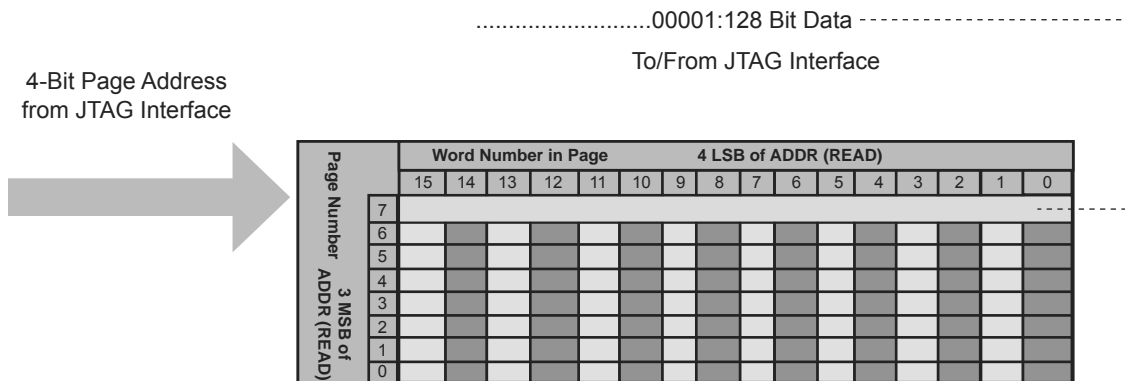 ...........................00001:128 Bit Data
To/From JTAG Interface
4-Bit Page Address
from JTAG Interface
Word Number in Page 4 LSB of ADDR (READ)
15 14 13 12 11 10 9 8 7 6 5 4 3 2 1 0
Page Number
3 MSB of
ADDR (READ)
7
6
5
4
3
2
1
0